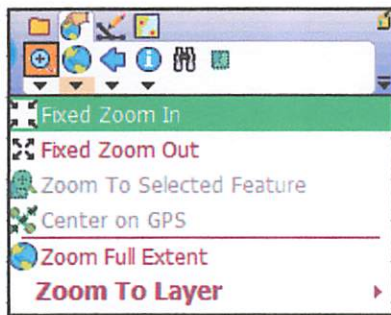 Fixed Zoom In
Fixed Zoom Out
Zoom To Selected Feature
Center on GPS
Zoom Full Extent
Zoom To Layer